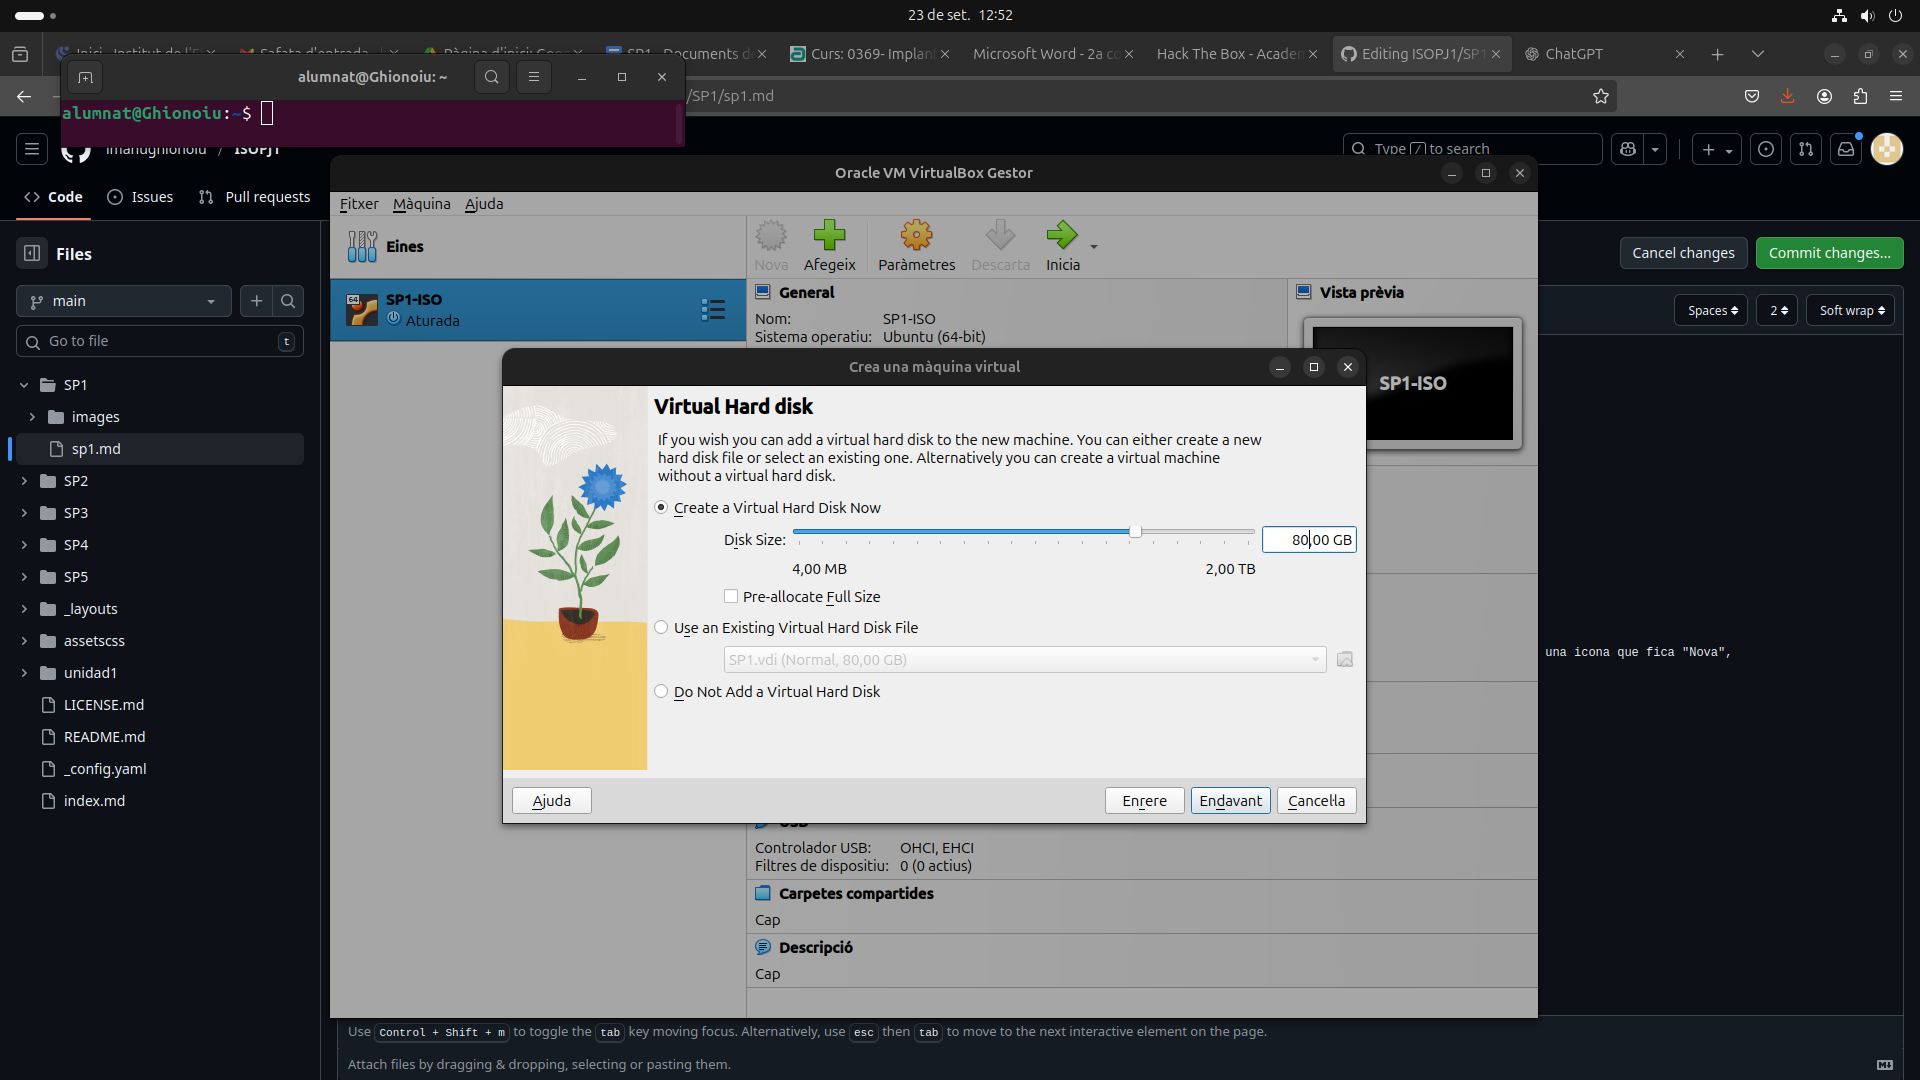 23 de set. 12:52
Inici - Institut de l'E
Safata d'entrada
Pàgina d'inici: Goo
SP1 - Documents de
Curs: 0369- Implant
Microsoft Word - 2a co
Hack The Box - Academ
Editing ISOPJ1/SP1
ChatGPT
alumnat@Ghionoiu: ~
/SP1/sp1.md
alumnat@Ghionoiu:~$
imanughionoiu / ISOPJ1
Type / to search
Oracle VM VirtualBox Gestor
Code
Issues
Pull requests
Fitxer Màquina Ajuda
Files
Eines
Nova
Afegeix
Paràmetres
Descarta
Inicia
Cancel changes
Commit changes...
main
SP1-ISO
Aturada
General
Nom: SP1-ISO
Sistema operatiu: Ubuntu (64-bit)
Vista prèvia
SP1-ISO
Spaces
2
Soft wrap
Go to file
t
SP1
images
sp1.md
SP2
SP3
SP4
SP5
_layouts
assetscss
unidad1
LICENSE.md
README.md
_config.yaml
index.md
Crea una màquina virtual
Virtual Hard disk
If you wish you can add a virtual hard disk to the new machine. You can either create a new
hard disk file or select an existing one. Alternatively you can create a virtual machine
without a virtual hard disk.
Create a Virtual Hard Disk Now
Disk Size:
80,00 GB
4,00 MB
2,00 TB
Pre-allocate Full Size
Use an Existing Virtual Hard Disk File
SP1.vdi (Normal, 80,00 GB)
Do Not Add a Virtual Hard Disk
Ajuda
Enrere
Endavant
Cancel·la
una icona que fica "Nova",
USB
Controlador USB: OHCI, EHCI
Filtres de dispositiu: 0 (0 actius)
Carpetes compartides
Cap
Descripció
Cap
Use Control + Shift + m to toggle the tab key moving focus. Alternatively, use esc then tab to move to the next interactive element on the page.
Attach files by dragging & dropping, selecting or pasting them.